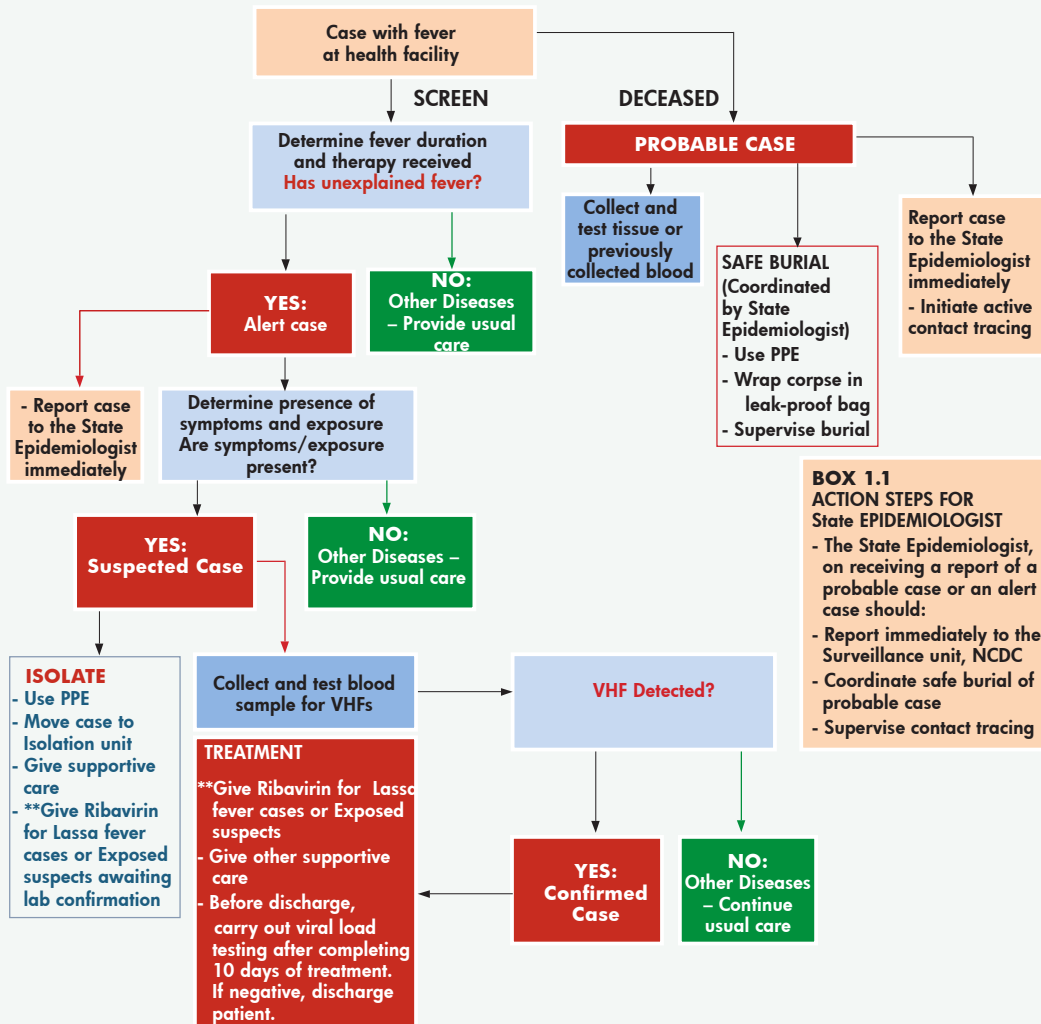 Case with fever
at health facility
SCREEN
DECEASED
Determine fever duration
and therapy received
Has unexplained fever?
PROBABLE CASE
Collect and
test tissue or
previously
collected blood
SAFE BURIAL
(Coordinated
by State
Epidemiologist)
- Use PPE
- Wrap corpse in
leak-proof bag
- Supervise burial
Report case
to the State
Epidemiologist
immediately
- Initiate active
contact tracing
YES:
Alert case
NO:
Other Diseases
– Provide usual
care
- Report case
to the State
Epidemiologist
immediately
Determine presence of
symptoms and exposure
Are symptoms/exposure
present?
YES:
Suspected Case
NO:
Other Diseases –
Provide usual care
BOX 1.1
ACTION STEPS FOR
State EPIDEMIOLOGIST
- The State Epidemiologist,
on receiving a report of a
probable case or an alert
case should:
- Report immediately to the
Surveillance unit, NCDC
- Coordinate safe burial of
probable case
- Supervise contact tracing
ISOLATE
- Use PPE
- Move case to
Isolation unit
- Give supportive
care
- **Give Ribavirin
for Lassa fever
cases or Exposed
suspects awaiting
lab confirmation
Collect and test blood
sample for VHFs
VHF Detected?
TREATMENT
**Give Ribavirin for Lassa
fever cases or Exposed
suspects
- Give other supportive
care
- Before discharge,
carry out viral load
testing after completing
10 days of treatment.
If negative, discharge
patient.
YES:
Confirmed
Case
NO:
Other Diseases
– Continue
usual care